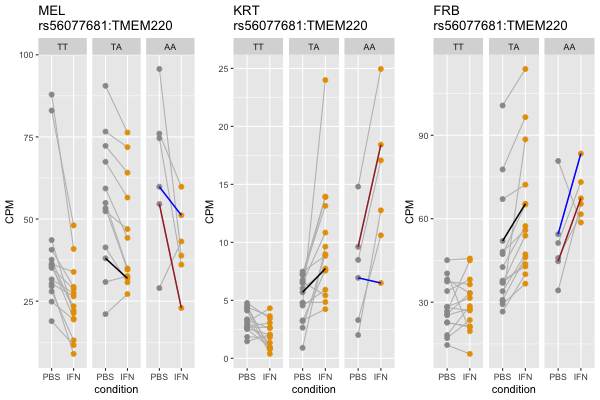 MEL
rs56077681:TMEM220
TT TA AA
CPM
100
75
50
25
PBS IFN PBS IFN PBS IFN
condition
KRT
rs56077681:TMEM220
TT TA AA
CPM
25
20
15
10
5
0
PBS IFN PBS IFN PBS IFN
condition
FRB
rs56077681:TMEM220
TT TA AA
CPM
90
60
30
PBS IFN PBS IFN PBS IFN
condition